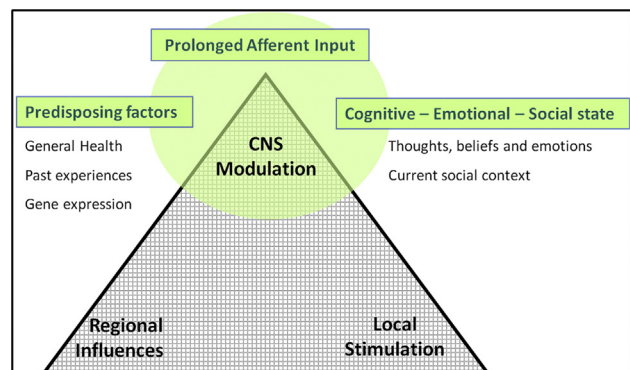 Prolonged Afferent Input
Predisposing factors
General Health
Past experiences
Gene expression
Cognitive – Emotional – Social state
Thoughts, beliefs and emotions
Current social context
CNS
Modulation
Regional
Influences
Local
Stimulation